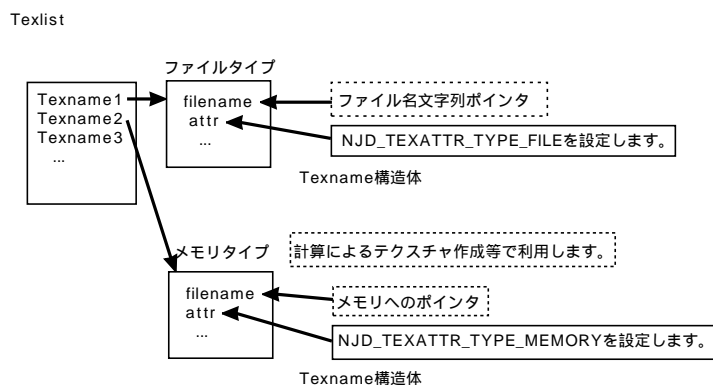 Texlist
ファイルタイプ
Texname1
Texname2
Texname3
...
filename
attr
...
ファイル名文字列ポインタ
NJD_TEXATTR_TYPE_FILEを設定します。
Texname構造体
メモリタイプ
計算によるテクスチャ作成等で利用します。
filename
attr
...
メモリへのポインタ
NJD_TEXATTR_TYPE_MEMORYを設定します。
Texname構造体